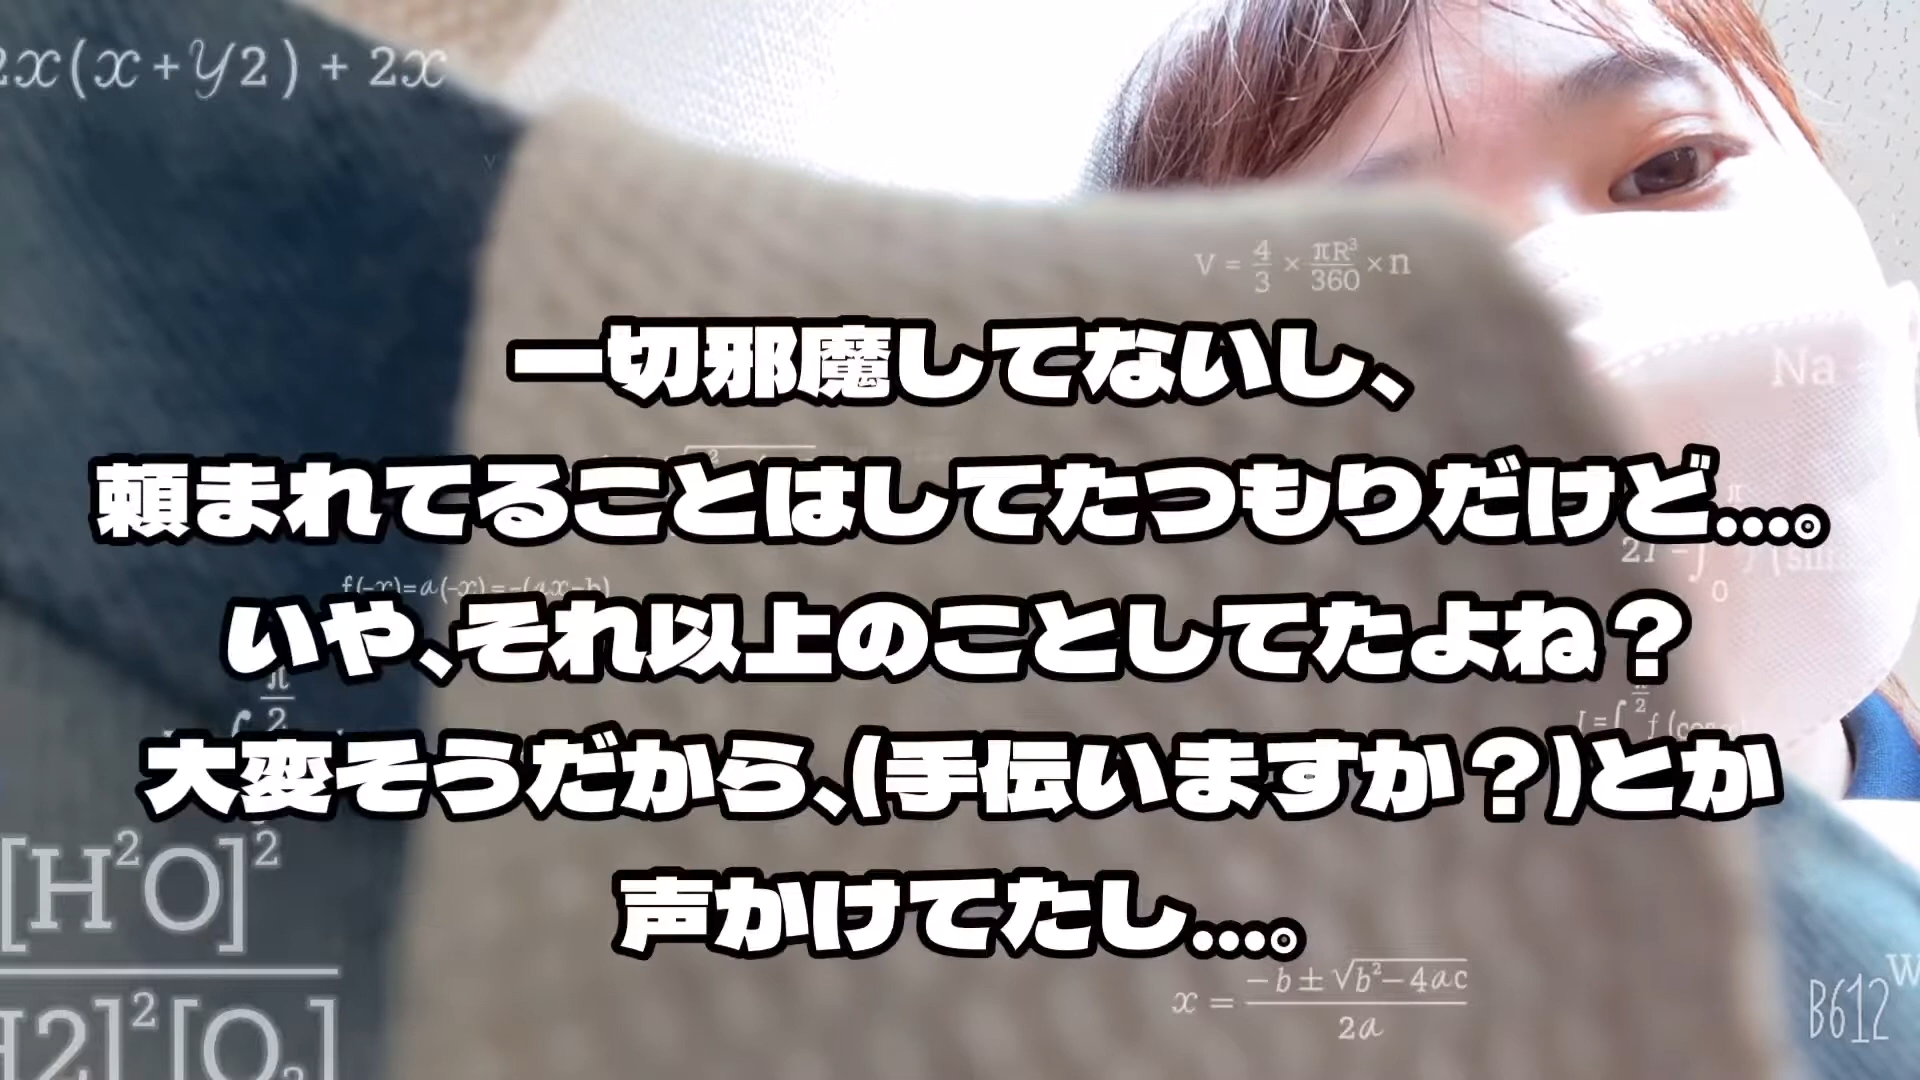 2x(x+y2)+2x
V = 4/3 × πR³/360 × n
一切邪魔してないし、
Na
頼まれてることはしてたつもりだけど....。
f(-x)=a(-x)=-(ax-b)
いや、それ以上のことしてたよね？
π/2
大変そうだから、(手伝いますか？)とか
[H²O]²
声かけてたし....。
x = -b±√b²-4ac / 2a
B612